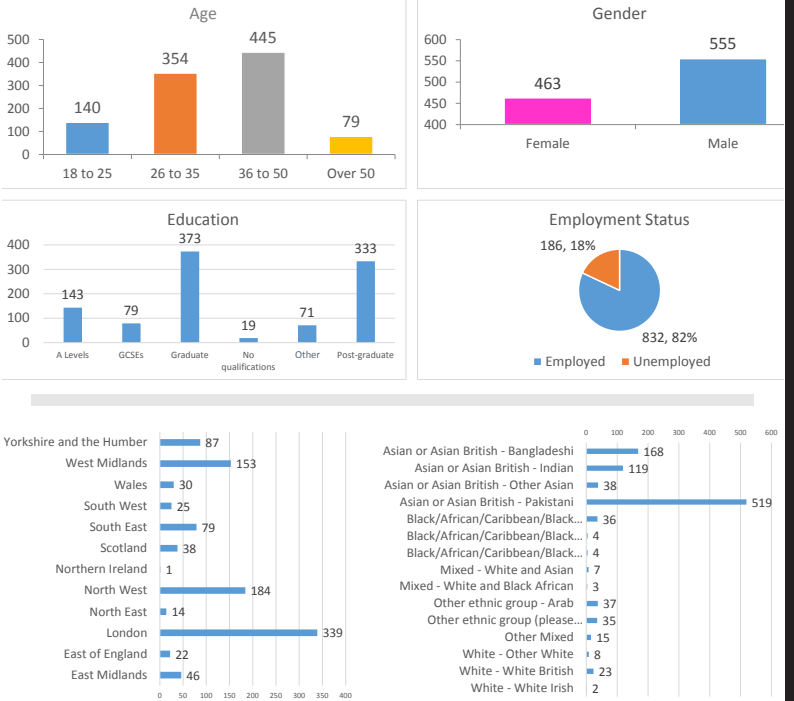 Age
500
400
300
200
100
0
140
354
445
79
18 to 25
26 to 35
36 to 50
Over 50
Gender
600
550
500
450
400
463
555
Female
Male
Education
400
300
200
100
0
143
79
373
19
71
333
A Levels
GCSEs
Graduate
No
qualifications
Other
Post-graduate
Employment Status
186, 18%
832, 82%
Employed
Unemployed
Yorkshire and the Humber 87
West Midlands 153
Wales 30
South West 25
South East 79
Scotland 38
Northern Ireland 1
North West 184
North East 14
London 339
East of England 22
East Midlands 46
0 50 100 150 200 250 300 350 400
0 100 200 300 400 500 600
Asian or Asian British - Bangladeshi 168
Asian or Asian British - Indian 119
Asian or Asian British - Other Asian 38
Asian or Asian British - Pakistani 519
Black/African/Caribbean/Black... 36
Black/African/Caribbean/Black... 4
Black/African/Caribbean/Black... 4
Mixed - White and Asian 7
Mixed - White and Black African 3
Other ethnic group - Arab 37
Other ethnic group (please... 35
Other Mixed 15
White - Other White 8
White - White British 23
White - White Irish 2